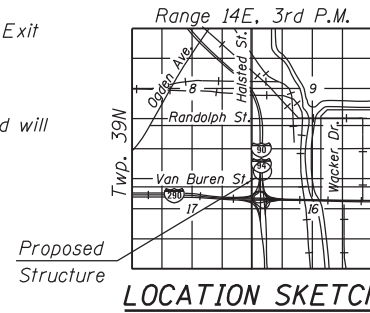 Range 14E, 3rd P.M.
Exit
Ogden Ave.
Halsted St.
8
9
d will
Randolph St.
Twp. 39N
90
94
Wacker Dr.
Van Buren St.
290
17
16
Proposed
Structure
LOCATION SKETCH